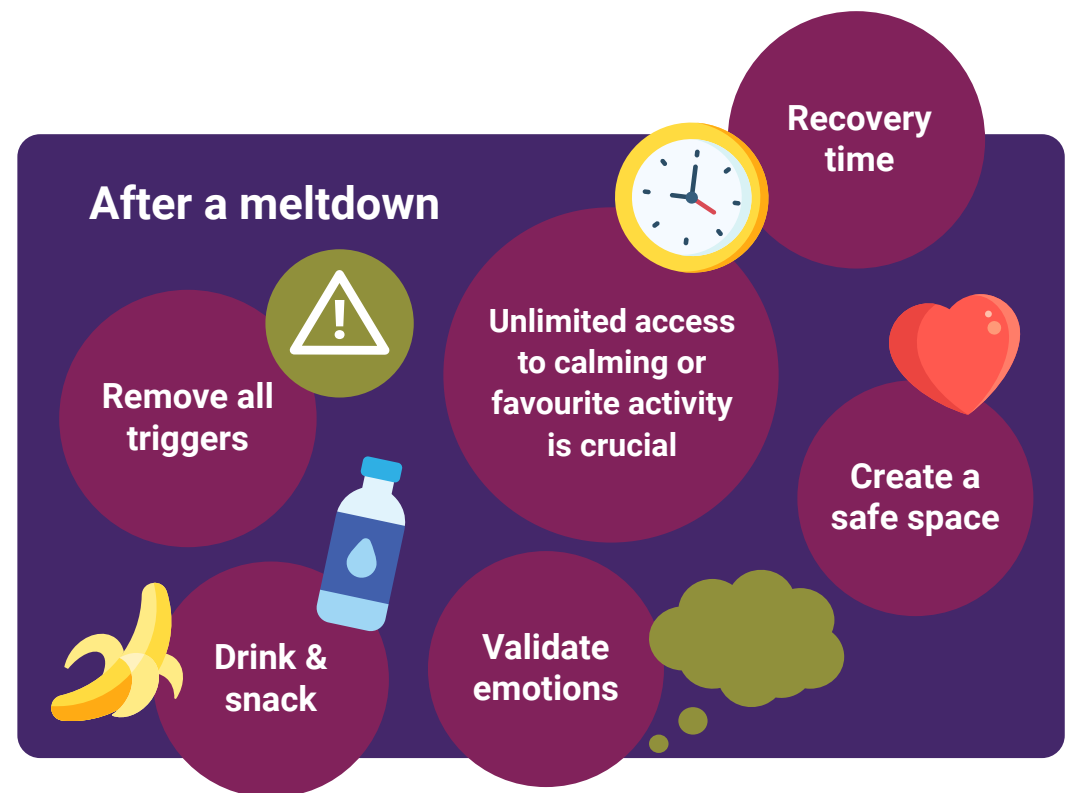 After a meltdown
Recovery
time
Remove all
triggers
Unlimited access
to calming or
favourite activity
is crucial
Create a
safe space
Drink &
snack
Validate
emotions